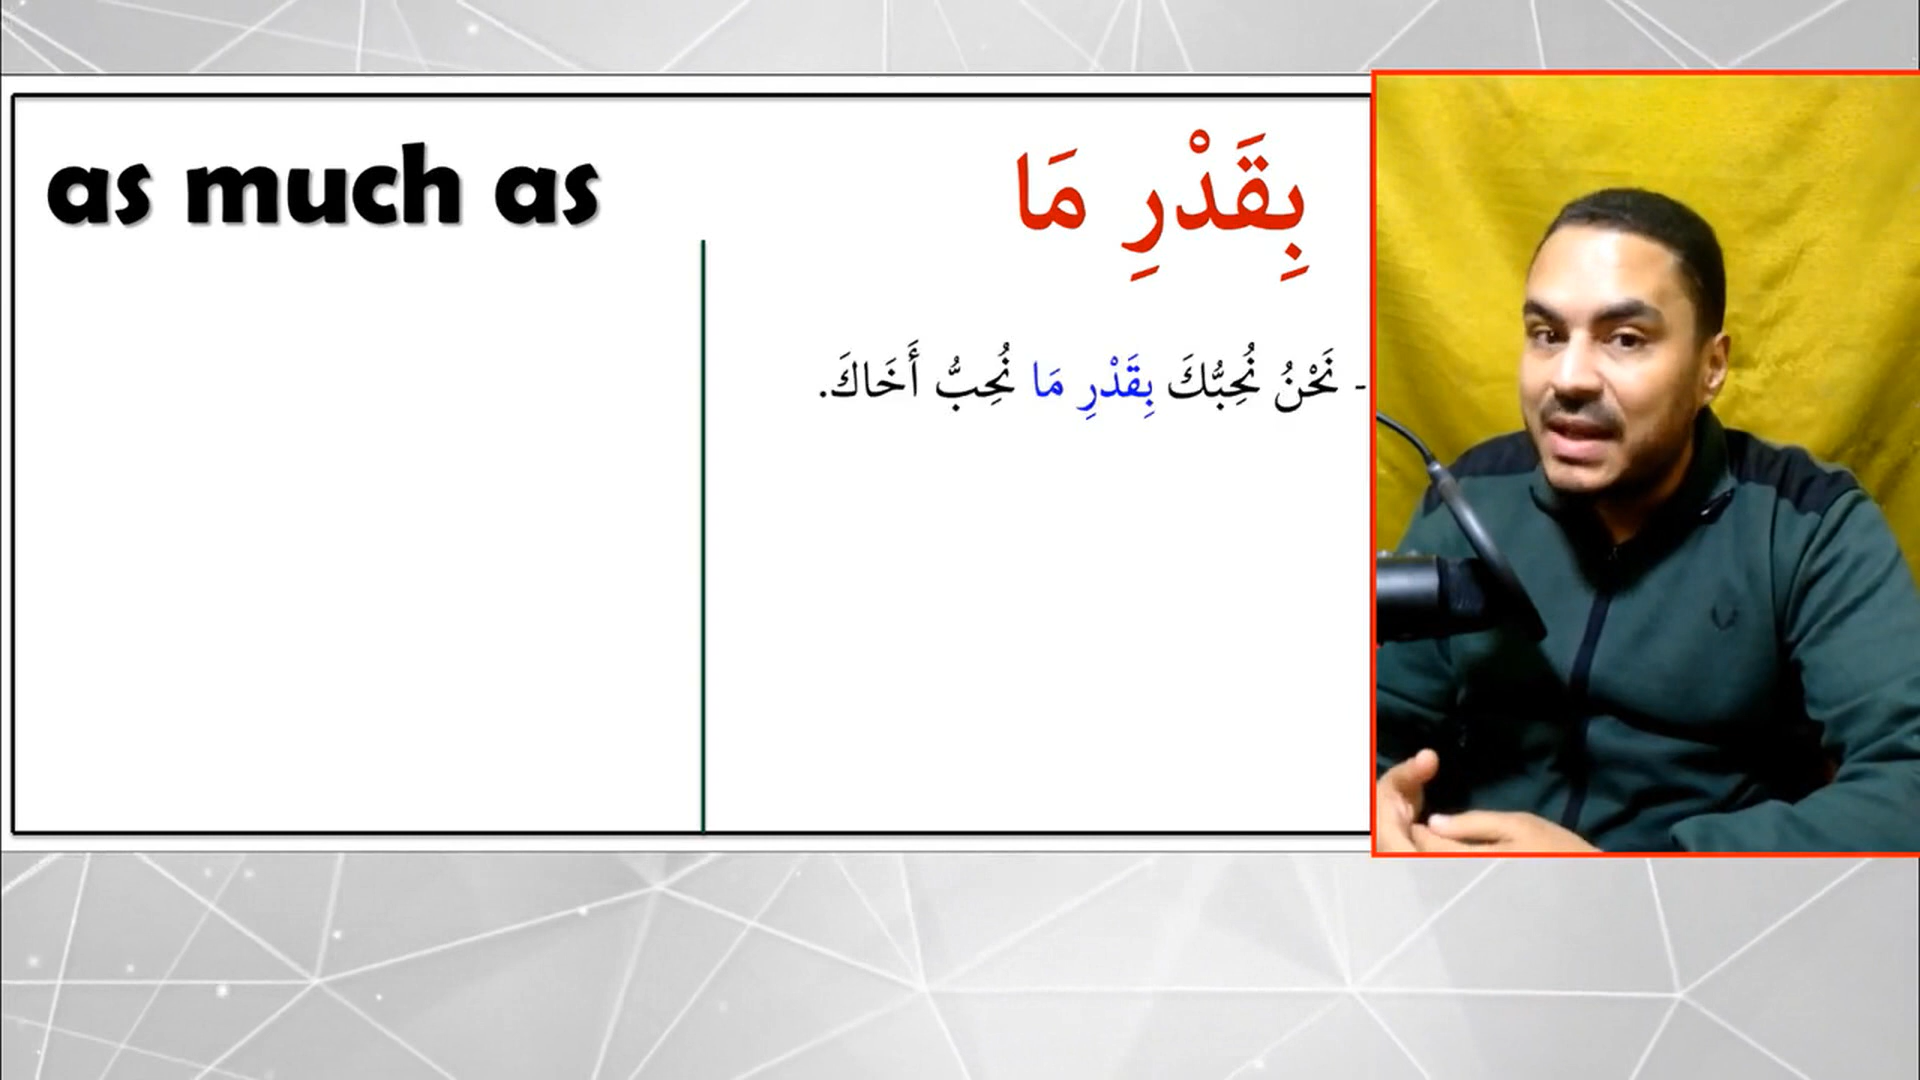 as much as
بِقَدْرِ مَا
- نَحْنُ نُحِبُّكَ بِقَدْرِ مَا نُحِبُّ أَخَاكَ.